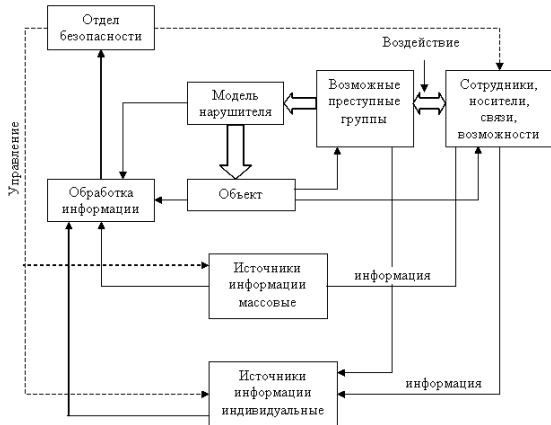 Отдел
безопасности
Воздействие
Модель
нарушителя
Возможные
преступные
группы
Сотрудники,
носители,
связи,
возможности
Управление
Обработка
информации
Объект
Источники
информации
массовые
информация
Источники
информации
индивидуальные
информация